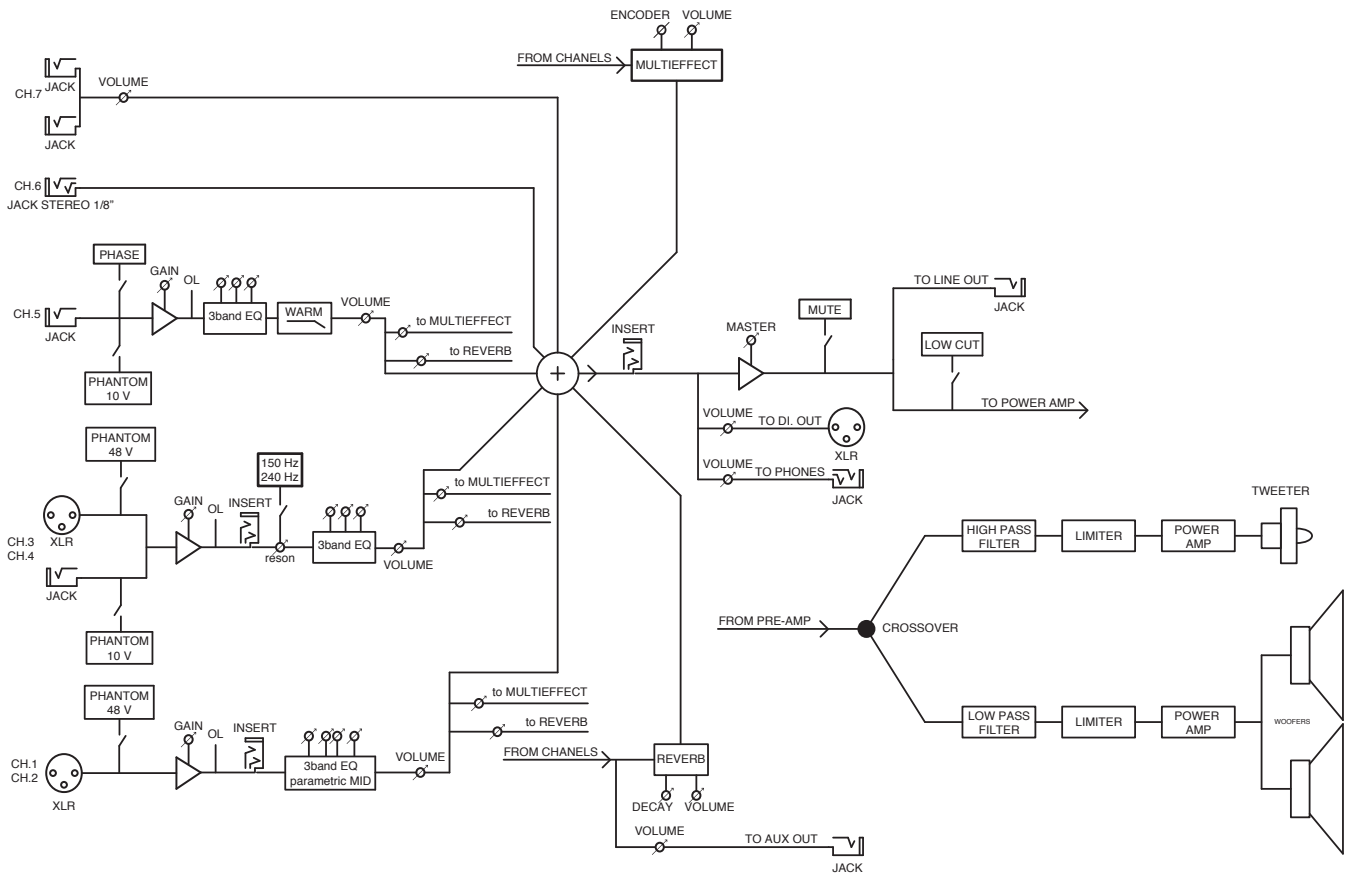 ENCODER VOLUME
FROM CHANELS
MULTIEFFECT
JACK
CH.7
VOLUME
JACK
CH.6
JACK STEREO 1/8"
PHASE
GAIN
OL
CH.5
JACK
3band EQ
WARM
VOLUME
to MULTIEFFECT
to REVERB
PHANTOM
10 V
+
INSERT
MASTER
MUTE
TO LINE OUT
JACK
LOW CUT
TO POWER AMP
VOLUME
TO DI. OUT
XLR
VOLUME
TO PHONES
JACK
PHANTOM
48 V
CH.3
CH.4
XLR
JACK
GAIN
OL
INSERT
150 Hz
240 Hz
reson
3band EQ
VOLUME
to MULTIEFFECT
to REVERB
PHANTOM
10 V
PHANTOM
48 V
CH.1
CH.2
XLR
GAIN
OL
INSERT
3band EQ
parametric MID
VOLUME
to MULTIEFFECT
to REVERB
FROM CHANELS
REVERB
DECAY VOLUME
VOLUME
TO AUX OUT
JACK
FROM PRE-AMP
CROSSOVER
HIGH PASS
FILTER
LIMITER
POWER
AMP
TWEETER
LOW PASS
FILTER
LIMITER
POWER
AMP
WOOFERS